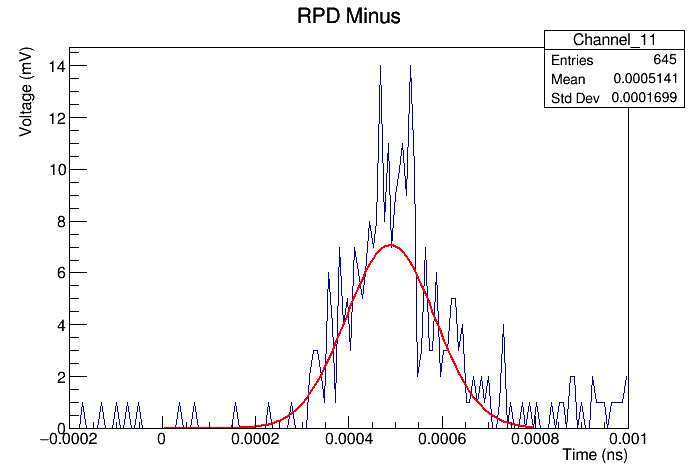 RPD Minus
Channel_11
Entries 645
Mean 0.0005141
Std Dev 0.0001699
Voltage (mV)
14
12
10
8
6
4
2
0
−0.0002 0 0.0002 0.0004 0.0006 0.0008 0.001
Time (ns)